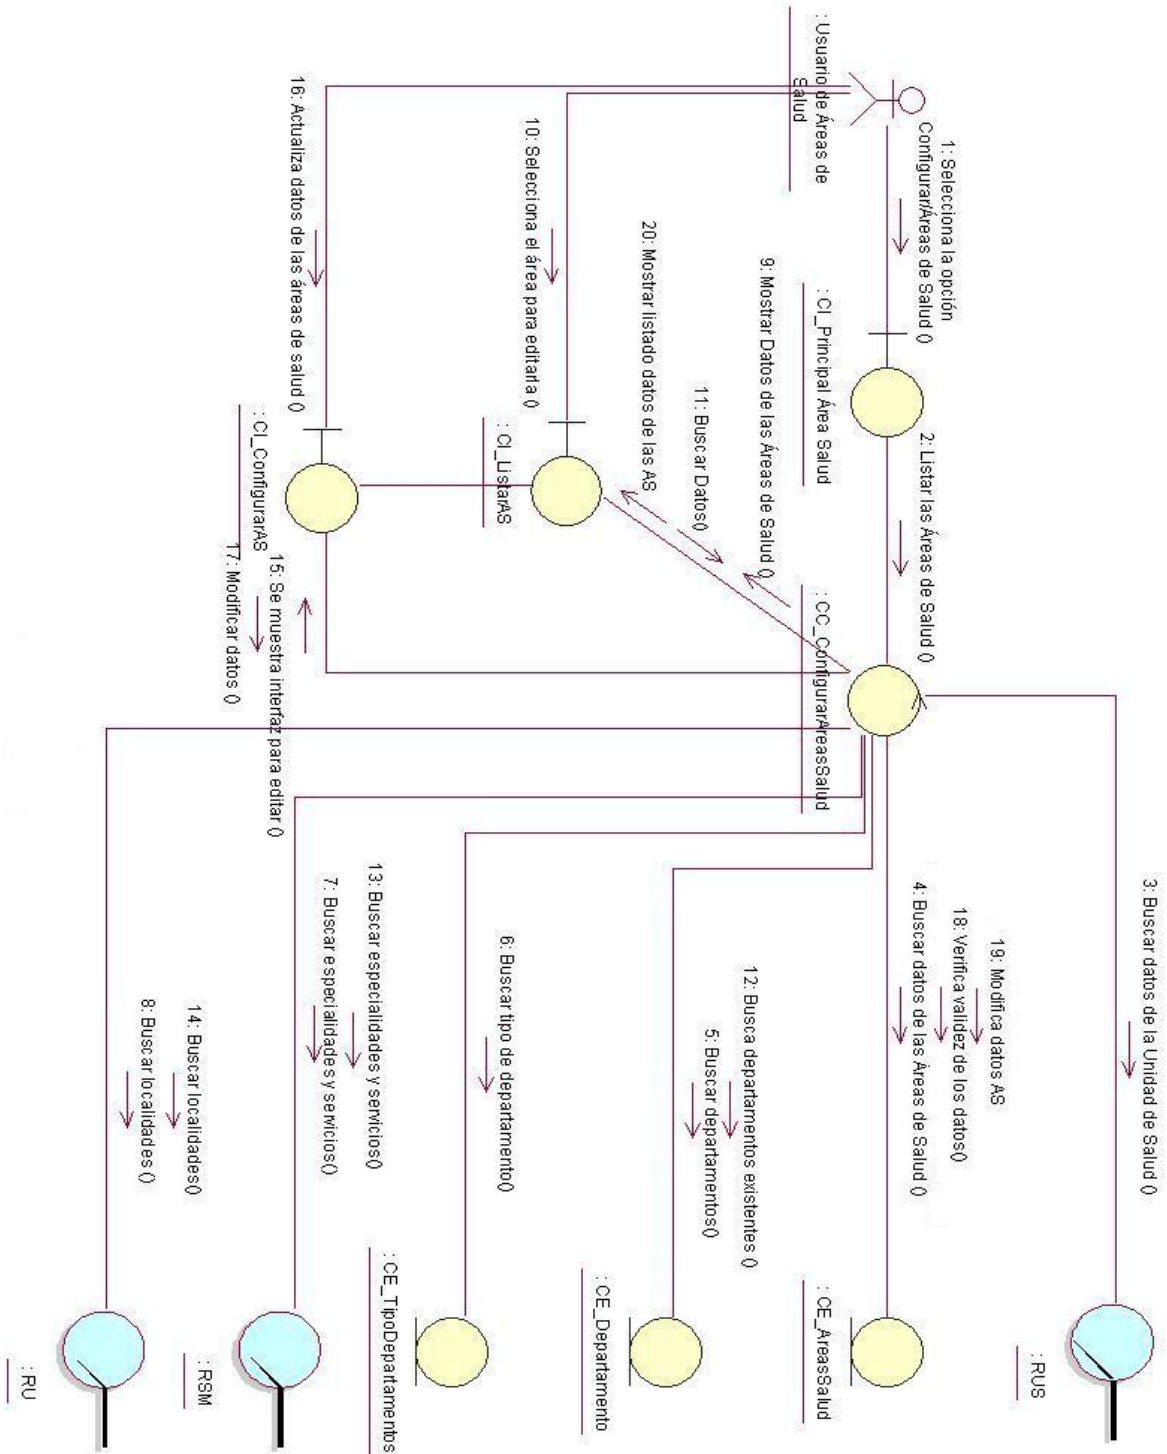 : Usuario de Áreas de
Salud
1: Selecciona la opción
Configurar/Áreas de Salud ()
: CI_Principal Área Salud
2: Listar las Áreas de Salud ()
: CC_ConfigurarAreasSalud
3: Buscar datos de la Unidad de Salud ()
: RUS
19: Modifica datos AS
18: Verifica validez de los datos()
4: Buscar datos de las Áreas de Salud ()
: CE_AreasSalud
9: Mostrar Datos de las Áreas de Salud ()
11: Buscar Datos()
20: Mostrar listado datos de las AS
12: Busca departamentos existentes ()
5: Buscar departamentos()
: CE_Departamento
10: Selecciona el área para editarla ()
: CI_ListarAS
6: Buscar tipo de departamento()
: CE_TipoDepartamentos
16: Actualiza datos de las áreas de salud ()
: CI_ConfigurarAS
15: Se muestra interfaz para editar ()
17: Modificar datos ()
13: Buscar especialidades y servicios()
7: Buscar especialidades y servicios()
: RSM
14: Buscar localidades()
8: Buscar localidades ()
: RU